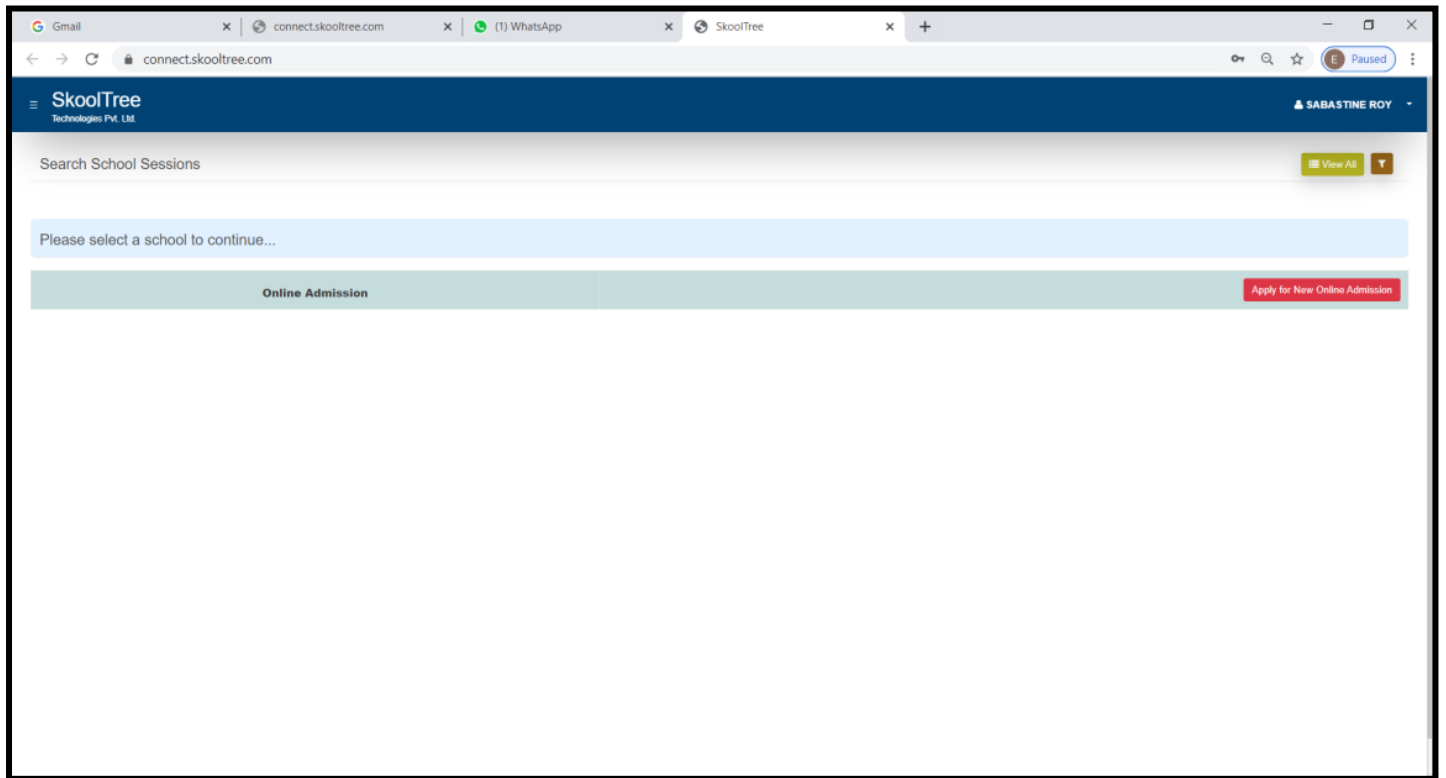 Gmail
connect.skooltree.com
(1) WhatsApp
SkoolTree
connect.skooltree.com
E Paused
SkoolTree
Technologies Pvt. Ltd.
SABASTINE ROY
Search School Sessions
View All
Please select a school to continue...
Online Admission
Apply for New Online Admission